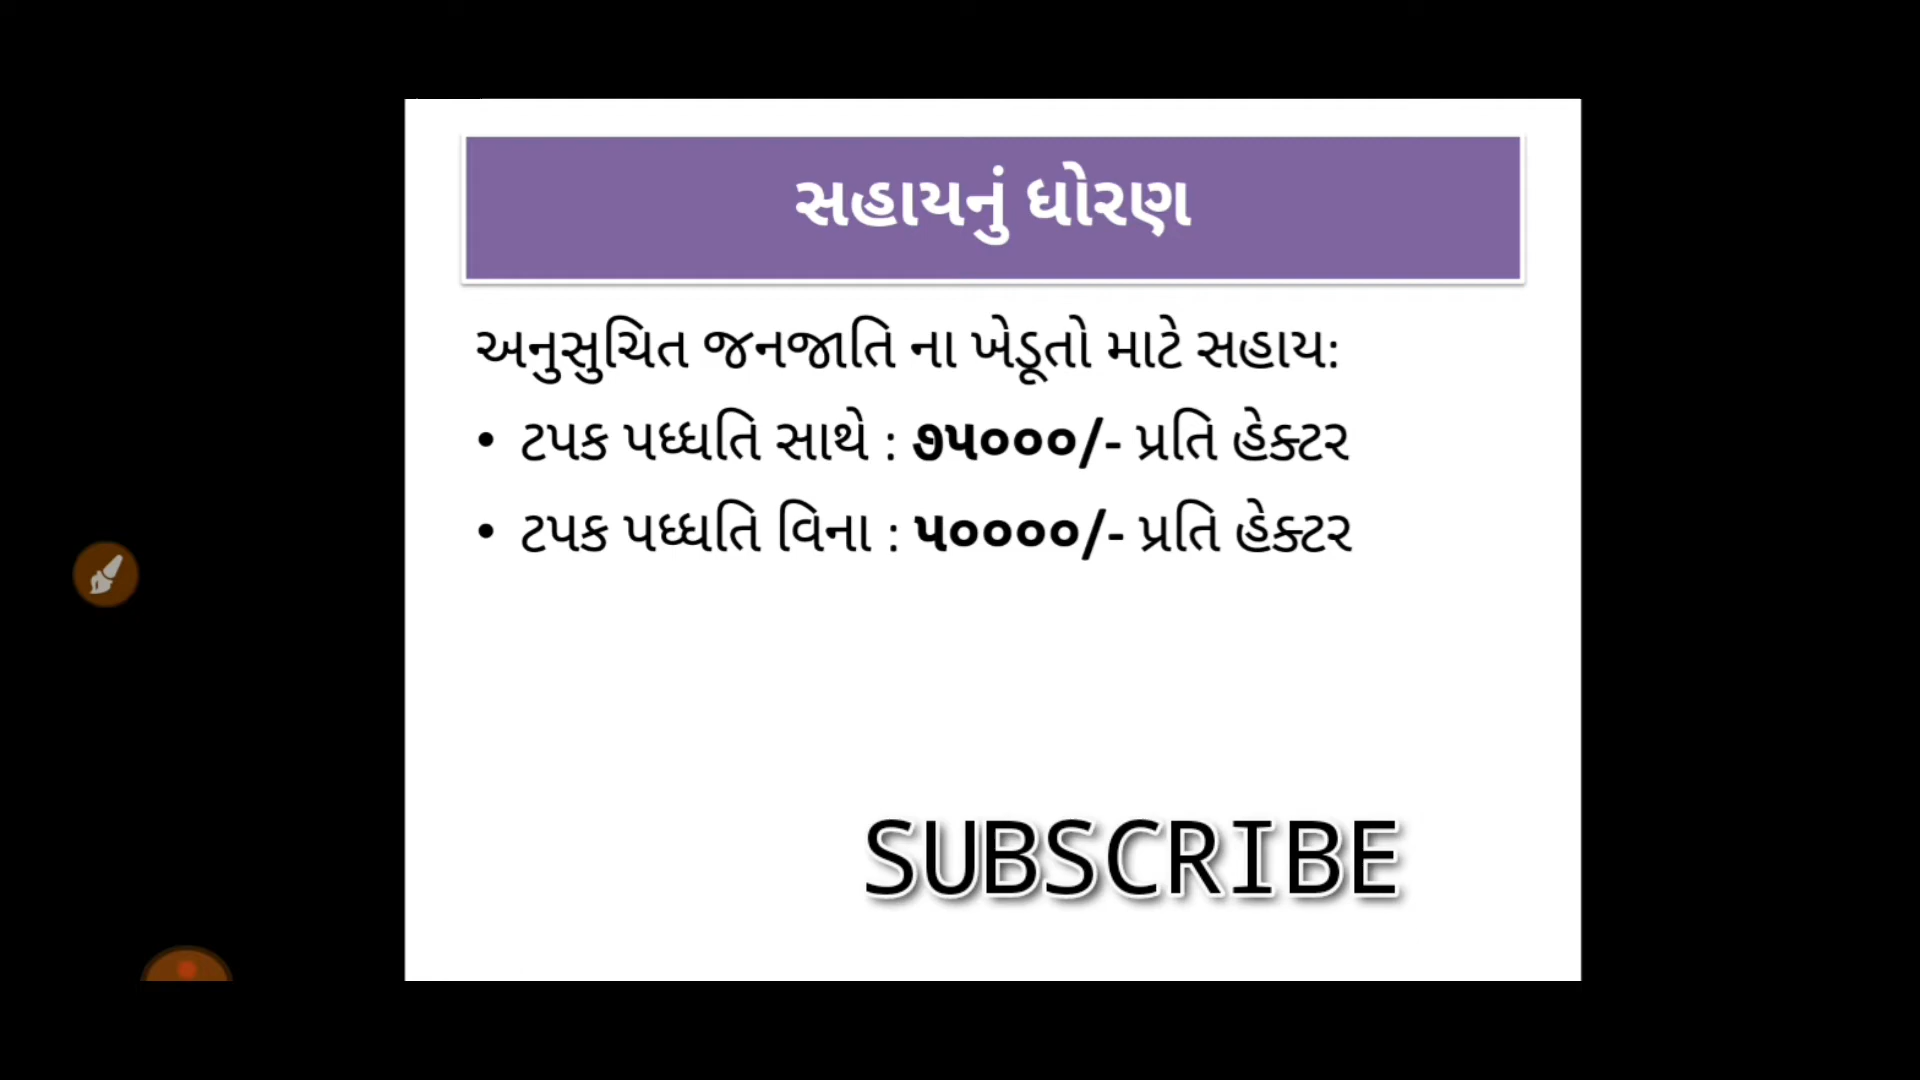 સહાયનું ધોરણ
અનુસુચિત જનજાતિ ના ખેડૂતો માટે સહાય:
• ટપક પધ્ધતિ સાથે : ૭૫૦૦૦/- પ્રતિ હેક્ટર
• ટપક પધ્ધતિ વિના : ૫૦૦૦૦/- પ્રતિ હેક્ટર
SUBSCRIBE